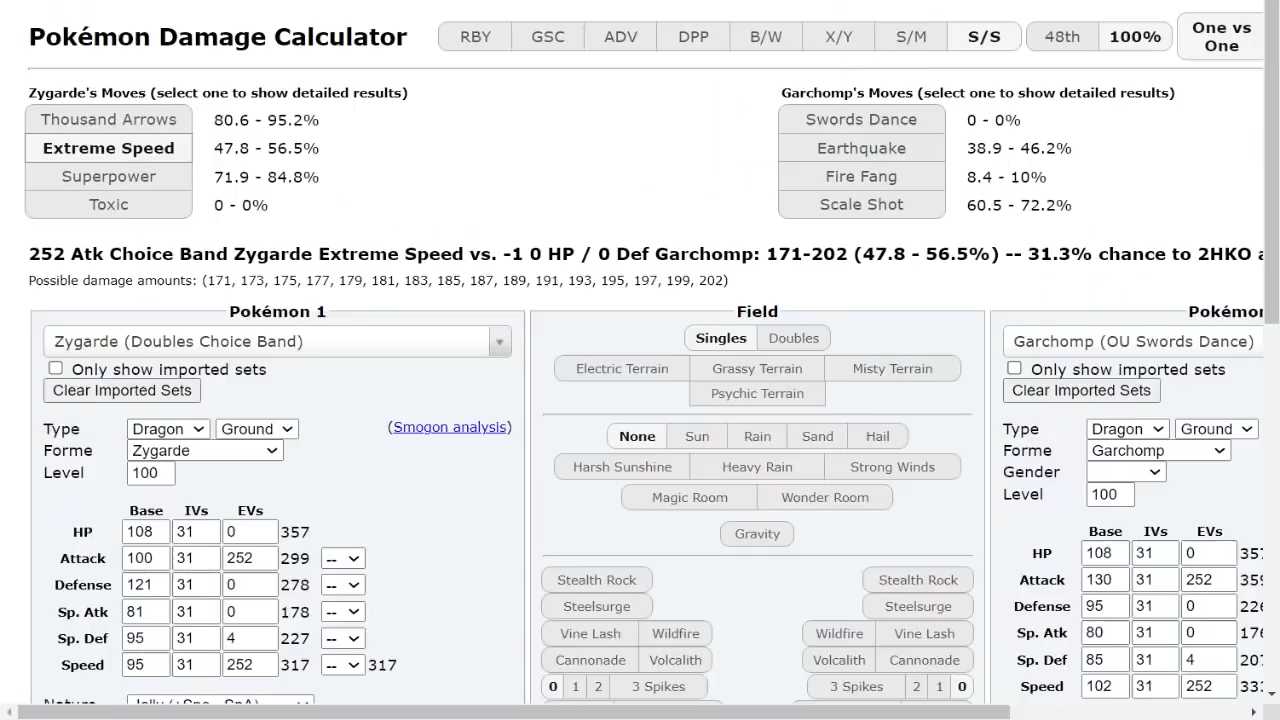 Pokémon Damage Calculator
RBY GSC ADV DPP B/W X/Y S/M S/S 48th 100% One vs One
Zygarde's Moves (select one to show detailed results) Garchomp's Moves (select one to show detailed results)
Thousand Arrows 80.6 - 95.2% Swords Dance 0 - 0%
Extreme Speed 47.8 - 56.5% Earthquake 38.9 - 46.2%
Superpower 71.9 - 84.8% Fire Fang 8.4 - 10%
Toxic 0 - 0% Scale Shot 60.5 - 72.2%
252 Atk Choice Band Zygarde Extreme Speed vs. -1 0 HP / 0 Def Garchomp: 171-202 (47.8 - 56.5%) -- 31.3% chance to 2HKO
Possible damage amounts: (171, 173, 175, 177, 179, 181, 183, 185, 187, 189, 191, 193, 195, 197, 199, 202)
Pokémon 1
Zygarde (Doubles Choice Band)
Only show imported sets
Clear Imported Sets
Type Dragon Ground (Smogon analysis)
Forme Zygarde
Level 100
Base IVs EVs
HP 108 31 0 357
Attack 100 31 252 299 --
Defense 121 31 0 278 --
Sp. Atk 81 31 0 178 --
Sp. Def 95 31 4 227 --
Speed 95 31 252 317 -- 317
Field
Singles Doubles
Electric Terrain Grassy Terrain Misty Terrain
Psychic Terrain
None Sun Rain Sand Hail
Harsh Sunshine Heavy Rain Strong Winds
Magic Room Wonder Room
Gravity
Stealth Rock Stealth Rock
Steelsurge Steelsurge
Vine Lash Wildfire Wildfire Vine Lash
Cannonade Volcalith Volcalith Cannonade
0 1 2 3 Spikes 3 Spikes 2 1 0
Pokémon
Garchomp (OU Swords Dance)
Only show imported sets
Clear Imported Sets
Type Dragon Ground
Forme Garchomp
Gender
Level 100
Base IVs EVs
HP 108 31 0
Attack 130 31 252
Defense 95 31 0
Sp. Atk 80 31 0
Sp. Def 85 31 4
Speed 102 31 252